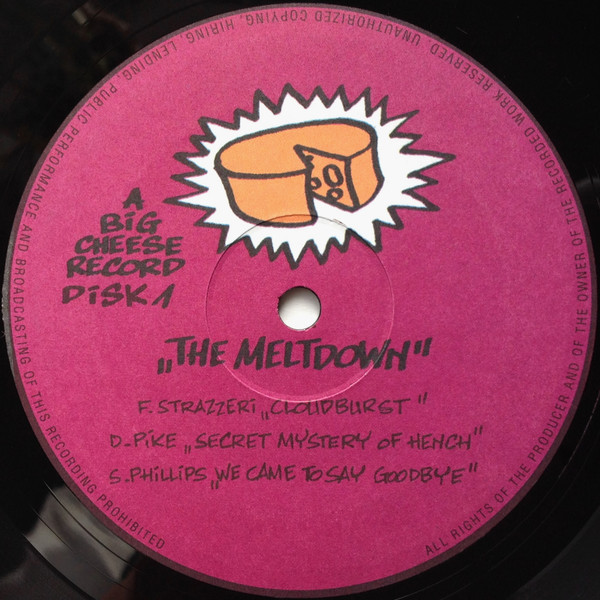 A
BiG
CHEESE
RECORD
DiSK 1
„THE MELTDOWN"
F. STRAZZERi „CLOUDBURST"
D. PiKE „SECRET MYSTERY OF HENCH"
S. PHiLLiPS „WE CAME TO SAY GOODBYE"
ALL RIGHTS OF THE PRODUCER AND OF THE OWNER OF THE RECORDED WORK RESERVED. UNAUTHORIZED COPYING, HIRING, LENDING, PUBLIC PERFORMANCE AND BROADCASTING OF THIS RECORDING PROHIBITED